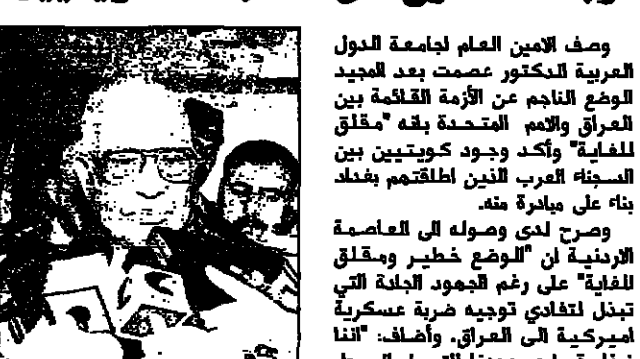 وصف الامين العام لجامعة الدول
العربية الدكتور عصمت بعد المجيد
الوضع الناجم عن الأزمة القائمة بين
العراق والامم المتحدة بانه "مقلق
للغاية" وأكد وجود كويتيين بين
السجناء العرب الذين اطلقتهم بغداد
بناء على مبادرة منه.
وصرح لدى وصوله الى العاصمة
الاردنية ان "الوضع خطير ومقلق
للغاية" على رغم الجهود الجادة التي
تبذل لتفادي توجيه ضربة عسكرية
اميركية الى العراق. وأضاف: "اننا